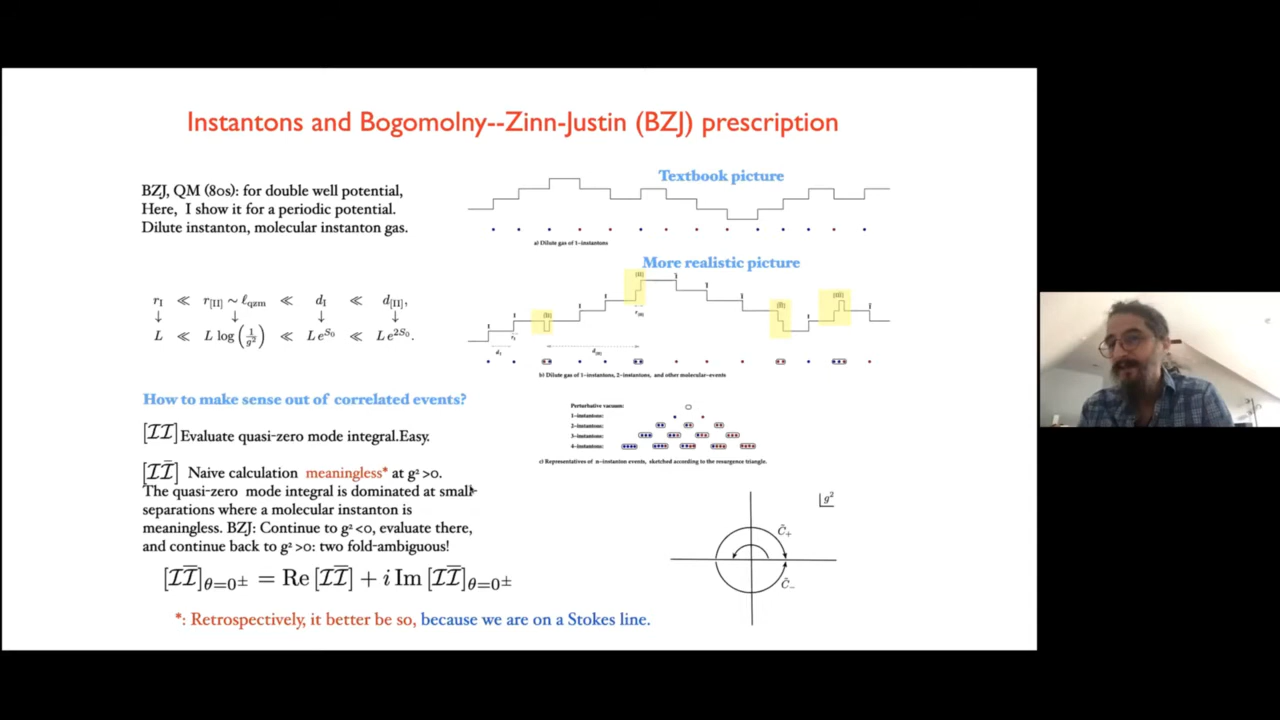 Instantons and Bogomolny--Zinn-Justin (BZJ) prescription
BZJ, QM (80s): for double well potential,
Here, I show it for a periodic potential.
Dilute instanton, molecular instanton gas.
r_I ≪ r_[II] ∼ ℓ_qzm ≪ d_I ≪ d_[II],
↓ ↓ ↓ ↓
L ≪ L log(1/g²) ≪ L e^{S₀} ≪ L e^{2S₀}.
Textbook picture
a) Dilute gas of 1-instantons
More realistic picture
b) Dilute gas of 1-instantons, 2-instantons, and other molecular-events
Perturbative vacuum:
1-instantons:
2-instantons:
3-instantons:
4-instantons:
c) Representatives of n-instanton events, sketched according to the resurgence triangle.
How to make sense out of correlated events?
[ℐℐ] Evaluate quasi-zero mode integral.Easy.
[ℐℐ̄] Naive calculation meaningless* at g² >0.
The quasi-zero mode integral is dominated at small-
separations where a molecular instanton is
meaningless. BZJ: Continue to g² <0, evaluate there,
and continue back to g² >0: two fold-ambiguous!
[ℐℐ̄]_{θ=0±} = Re [ℐℐ̄] + i Im [ℐℐ̄]_{θ=0±}
g²
C̃₊
C̃₋
*: Retrospectively, it better be so, because we are on a Stokes line.